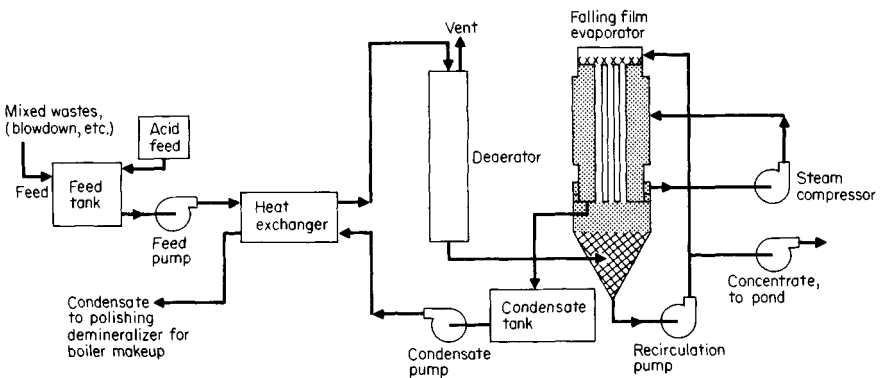 Falling film
evaporator
Vent
Mixed wastes,
(blowdown, etc.)
Acid
feed
Feed
Feed
tank
Feed
pump
Heat
exchanger
Deaerator
Steam
compressor
Condensate
to polishing
demineralizer for
boiler makeup
Condensate
pump
Condensate
tank
Recirculation
pump
Concentrate,
to pond